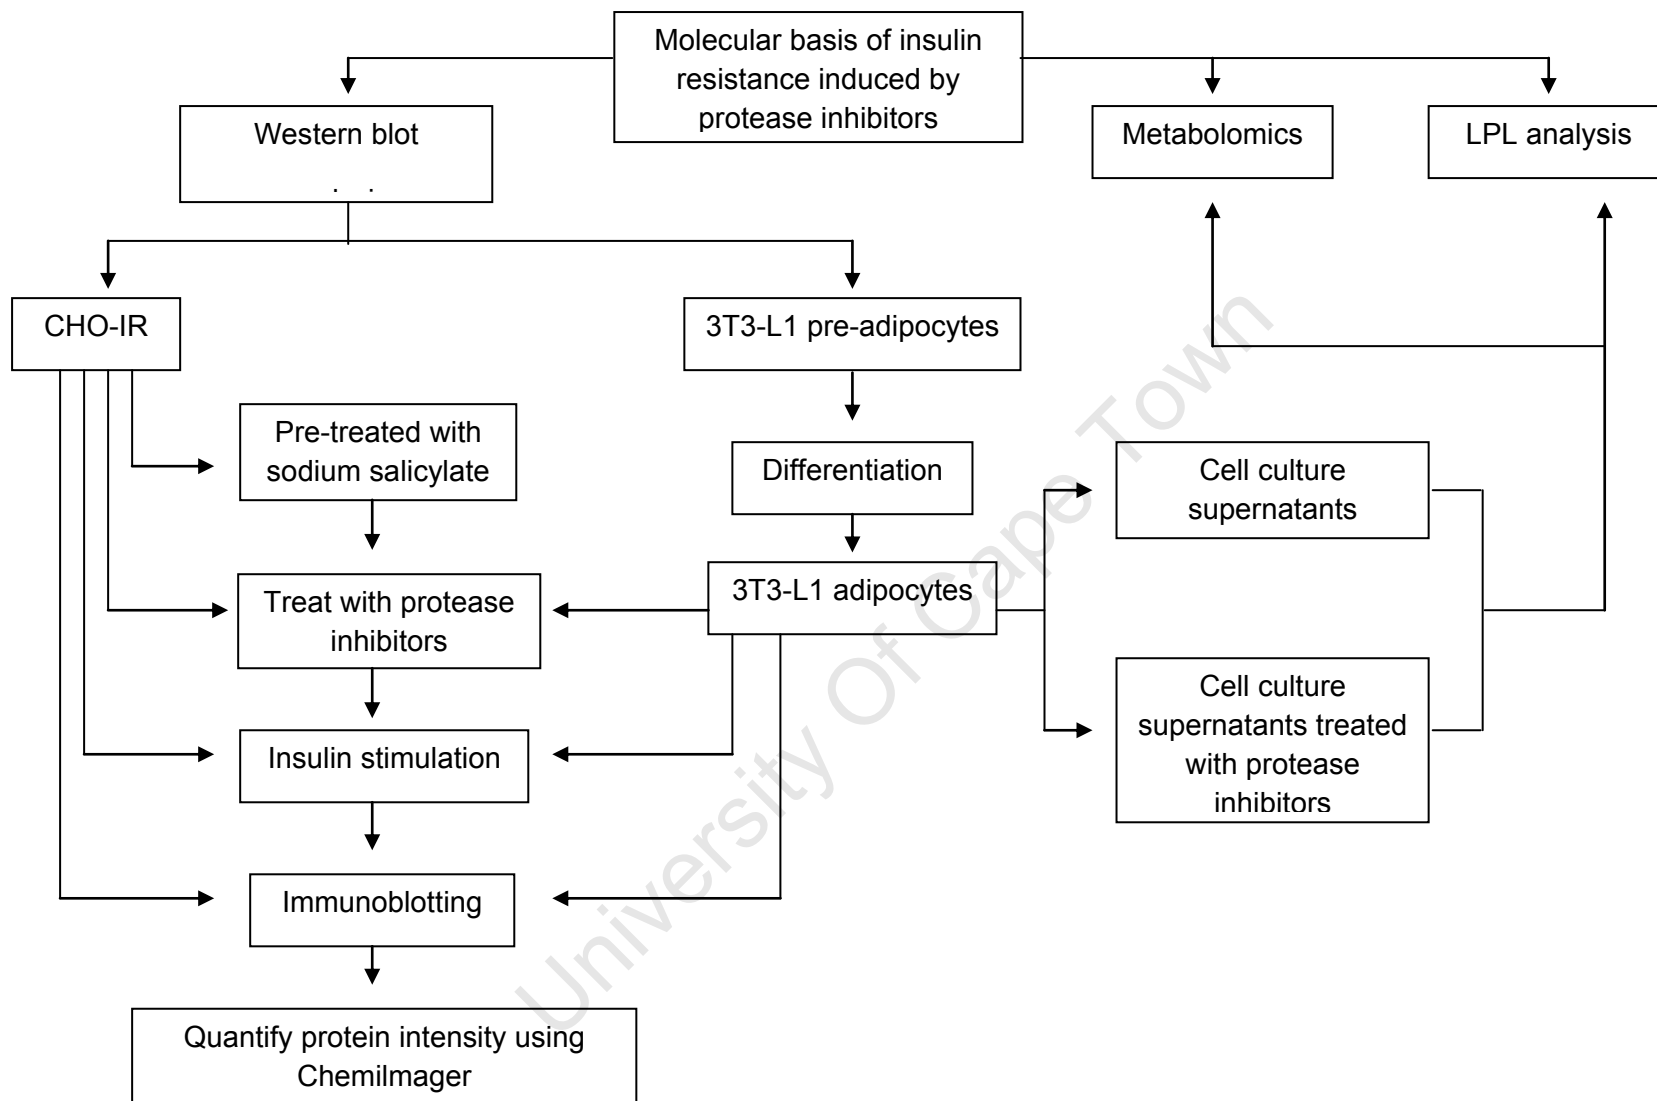 Molecular basis of insulin
resistance induced by
protease inhibitors
Western blot
. .
Metabolomics
LPL analysis
CHO-IR
3T3-L1 pre-adipocytes
Pre-treated with
sodium salicylate
Differentiation
Cell culture
supernatants
Treat with protease
inhibitors
3T3-L1 adipocytes
Cell culture
supernatants treated
with protease
inhibitors
Insulin stimulation
Immunoblotting
Quantify protein intensity using
ChemiImager
University Of Cape Town